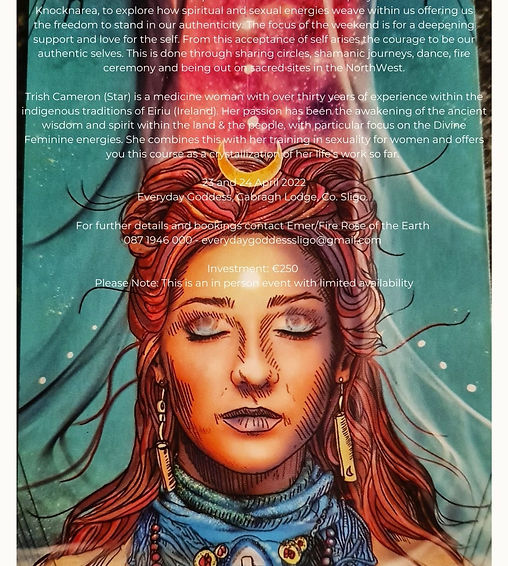 Knocknarea, to explore how spiritual and sexual energies weave within us offering us
the freedom to stand in our authenticity. The focus of the weekend is for a deepening
support and love for the self. From this acceptance of self arises the courage to be our
authentic selves. This is done through sharing circles, shamanic journeys, dance, fire
ceremony and being out on sacred sites in the NorthWest.
Trish Cameron (Star) is a medicine woman with over thirty years of experience within the
indigenous traditions of Eiriu (Ireland). Her passion has been the awakening of the ancient
wisdom and spirit within the land & the people, with particular focus on the Divine
Feminine energies. She combines this with her training in sexuality for women and offers
you this course as a crystallization of her life's work so far.
23 and 24 April 2022
Everyday Goddess, Cabragh Lodge, Co. Sligo.
For further details and bookings contact Emer/Fire Rose of the Earth
087 1946 000 - everydaygoddesssligo@gmail.com
Investment: €250
Please Note: This is an in person event with limited availability